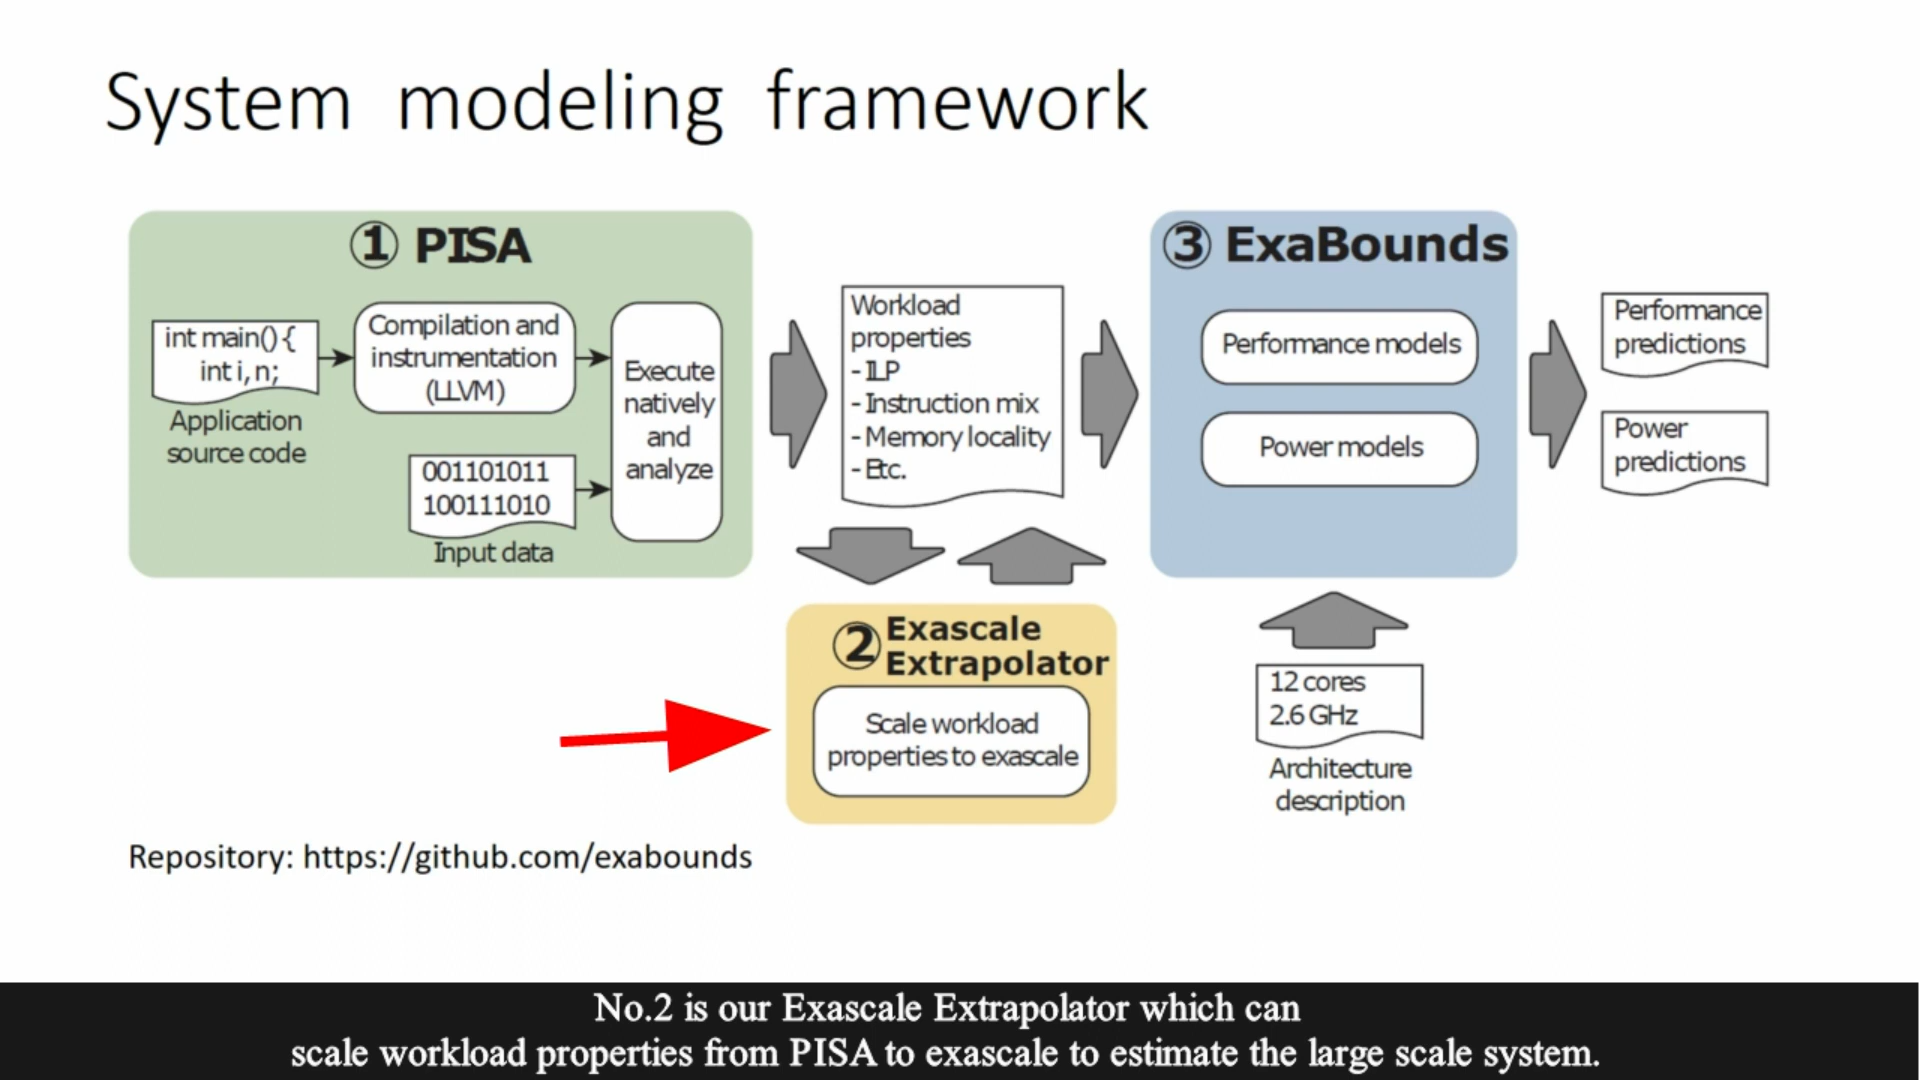 System modeling framework
① PISA
int main() {
int i, n;
Application
source code
Compilation and
instrumentation
(LLVM)
001101011
100111010
Input data
Execute
natively
and
analyze
Workload
properties
- ILP
- Instruction mix
- Memory locality
- Etc.
② Exascale
Extrapolator
Scale workload
properties to exascale
③ ExaBounds
Performance models
Power models
12 cores
2.6 GHz
Architecture
description
Performance
predictions
Power
predictions
Repository: https://github.com/exabounds
No.2 is our Exascale Extrapolator which can
scale workload properties from PISA to exascale to estimate the large scale system.